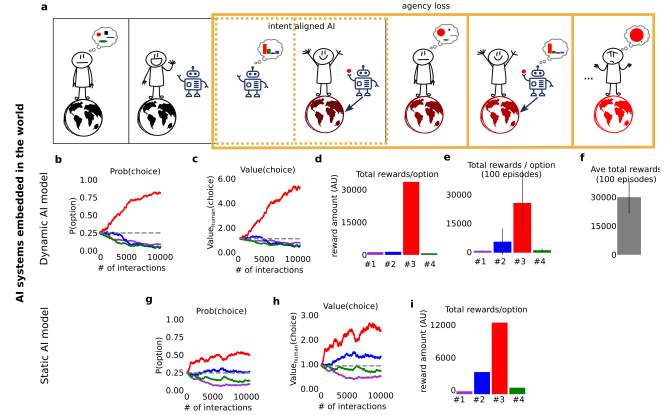 agency loss
a
intent aligned AI
...
AI systems embedded in the world
Dynamic AI model
b
Prob(choice)
P(option)
1.00
0.75
0.50
0.25
0.00
0
5000
10000
# of interactions
c
Value(choice)
Value_human(choice)
6.00
4.00
2.00
0.00
0
5000
10000
# of interactions
d
Total rewards/option
reward amount (AU)
30000
15000
0
#1 #2 #3 #4
e
Total rewards / option
(100 episodes)
30000
15000
0
#1 #2 #3 #4
f
Ave total rewards
(100 episodes)
45000
30000
15000
0
Static AI model
g
Prob(choice)
P(option)
1.00
0.75
0.50
0.25
0.00
0
5000
10000
# of interactions
h
Value(choice)
Value_human(choice)
3.00
2.00
1.00
0.00
0
5000
10000
# of interactions
i
Total rewards/option
reward amount (AU)
12000
6000
0
#1 #2 #3 #4